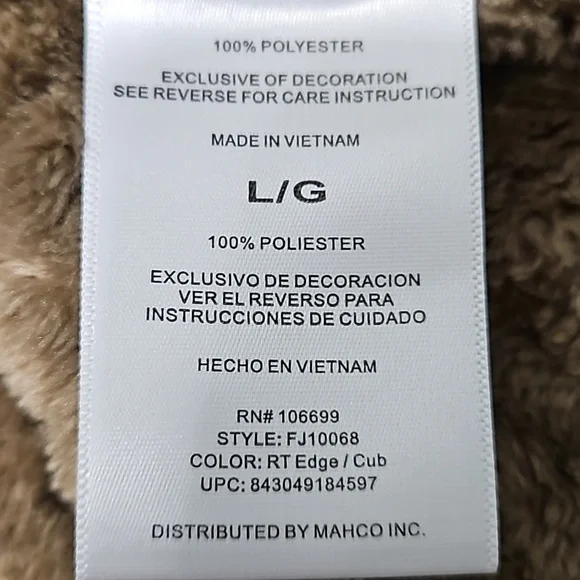 100% POLYESTER
EXCLUSIVE OF DECORATION
SEE REVERSE FOR CARE INSTRUCTION
MADE IN VIETNAM
L/G
100% POLIESTER
EXCLUSIVO DE DECORACION
VER EL REVERSO PARA
INSTRUCCIONES DE CUIDADO
HECHO EN VIETNAM
RN# 106699
STYLE: FJ10068
COLOR: RT Edge / Cub
UPC: 843049184597
DISTRIBUTED BY MAHCO INC.